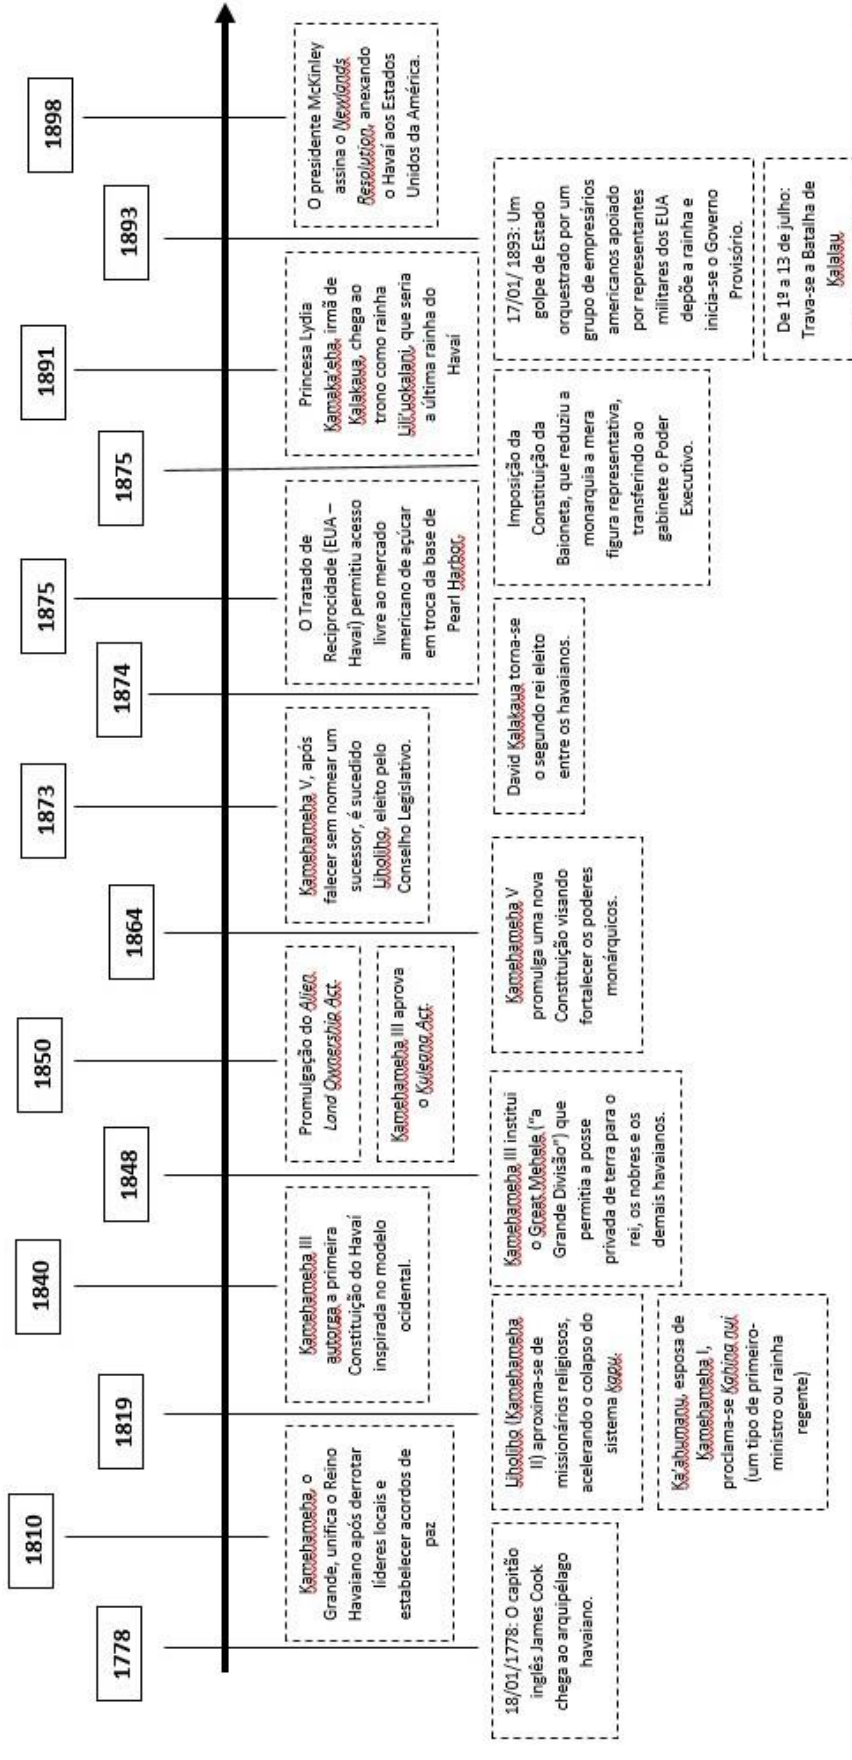 1778
18/01/1778: O capitão
inglês James Cook
chega ao arquipélago
havaiano.
1810
Kamehameha, o
Grande, unifica o Reino
Havaiano após derrotar
líderes locais e
estabelecer acordos de
paz
1819
Liholiho (Kamehameha
II) aproxima-se de
missionários religiosos,
acelerando o colapso do
sistema kapu.
Ka'ahumanu, esposa de
Kamehameha I,
proclama-se Kahina nui
(um tipo de primeiro-
ministro ou rainha
regente)
1840
Kamehameha III
autorga a primeira
Constituição do Havaí
inspirada no modelo
ocidental.
1848
Kamehameha III institui
o Great Mehele ("a
Grande Divisão") que
permitia a posse
privada de terra para o
rei, os nobres e os
demais havaianos.
1850
Promulgação do Alien
Land Ownership Act.
Kamehameha III aprova
o Kuleana Act.
1864
Kamehameha V
promulga uma nova
Constituição visando
fortalecer os poderes
monárquicos.
1873
Kamehameha V, após
falecer sem nomear um
sucessor, é sucedido
Liholiho, eleito pelo
Conselho Legislativo.
1874
David Kalakaua torna-se
o segundo rei eleito
entre os havaianos.
1875
O Tratado de
Reciprocidade (EUA –
Havaí) permitiu acesso
livre ao mercado
americano de açúcar
em troca da base de
Pearl Harbor.
1875
Imposição da
Constituição da
Baioneta, que reduziu a
monarquia a mera
figura representativa,
transferindo ao
gabinete o Poder
Executivo.
1891
Princesa Lydia
Kamaka'eha, irmã de
Kalakaua, chega ao
trono como rainha
Lili'uokalani, que seria
a última rainha do
Havaí
1893
17/01/ 1893: Um
golpe de Estado
orquestrado por um
grupo de empresários
americanos apoiado
por representantes
militares dos EUA
depõe a rainha e
inicia-se o Governo
Provisório.
De 1º a 13 de julho:
Trava-se a Batalha de
Kalalau
1898
O presidente McKinley
assina o Newlands
Resolution, anexando
o Havaí aos Estados
Unidos da América.